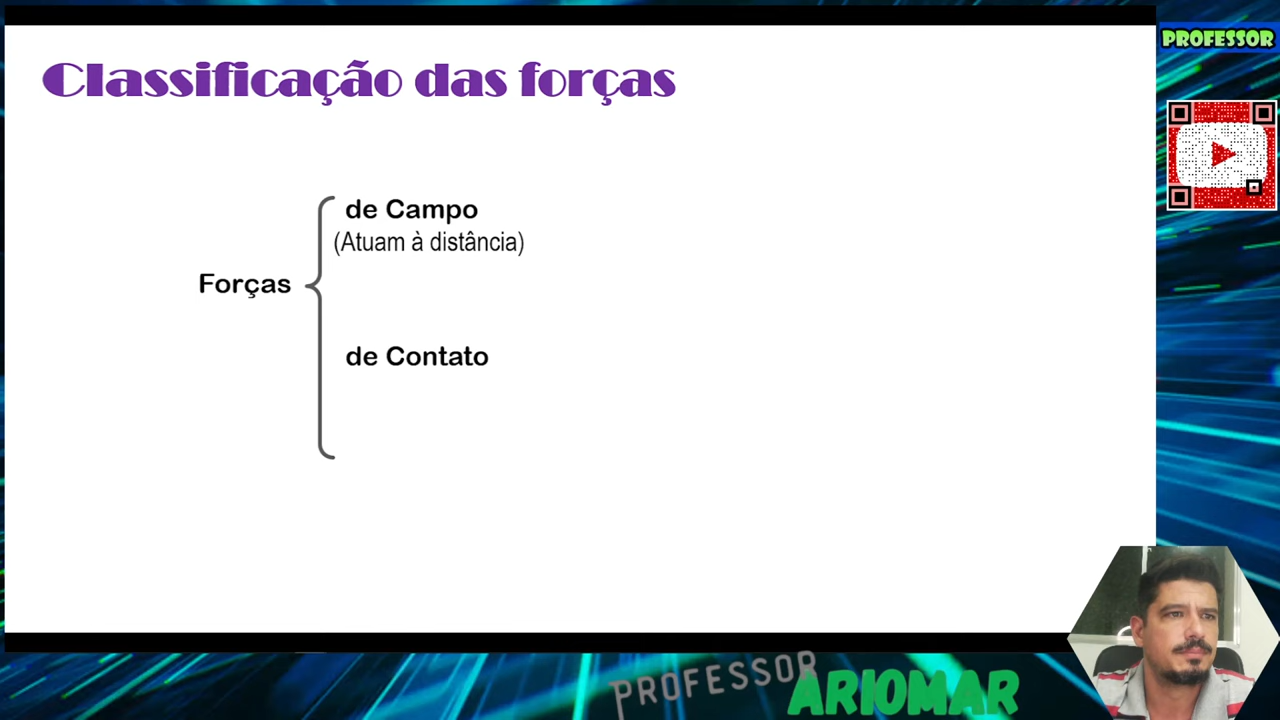 Classificação das forças
PROFESSOR
de Campo
(Atuam à distância)
Forças
de Contato
PROFESSOR
ARIOMAR